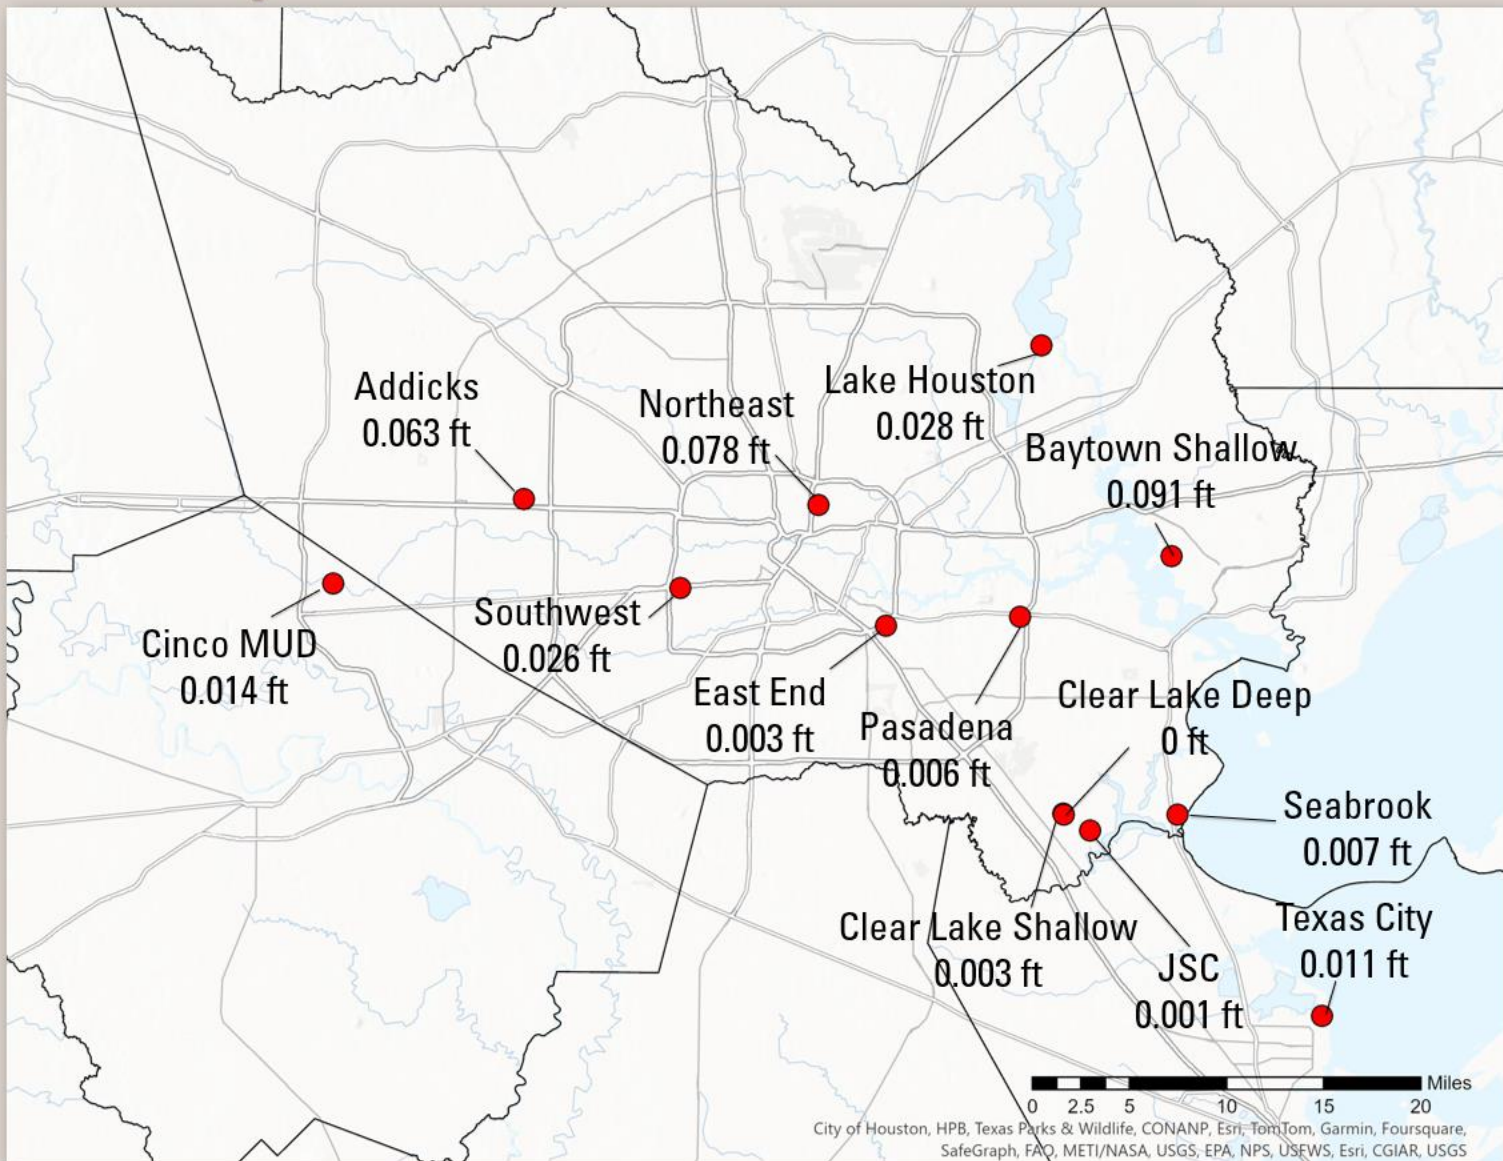 Addicks
0.063 ft
Northeast
0.078 ft
Lake Houston
0.028 ft
Baytown Shallow
0.091 ft
Cinco MUD
0.014 ft
Southwest
0.026 ft
East End
0.003 ft
Pasadena
0.006 ft
Clear Lake Deep
0 ft
Seabrook
0.007 ft
Clear Lake Shallow
0.003 ft
JSC
0.001 ft
Texas City
0.011 ft
Miles
0 2.5 5 10 15 20
City of Houston, HPB, Texas Parks & Wildlife, CONANP, Esri, TomTom, Garmin, Foursquare,
SafeGraph, FAO, METI/NASA, USGS, EPA, NPS, USFWS, Esri, CGIAR, USGS